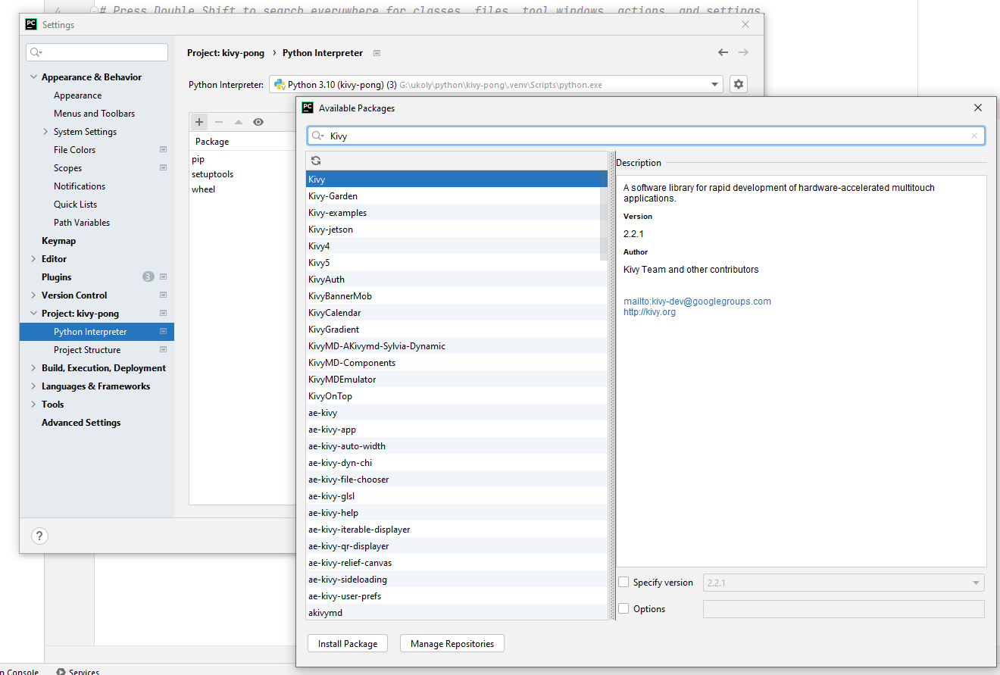 4 # Press Double Shift to search everywhere for classes, files, tool windows, actions, and settings.
PC Settings
Project: kivy-pong › Python Interpreter
Python Interpreter: Python 3.10 (kivy-pong) (3) G:\ukoly\python\kivy-pong\.venv\Scripts\python.exe
Appearance & Behavior
Appearance
Menus and Toolbars
System Settings
File Colors
Scopes
Notifications
Quick Lists
Path Variables
Keymap
Editor
Plugins 3
Version Control
Project: kivy-pong
Python Interpreter
Project Structure
Build, Execution, Deployment
Languages & Frameworks
Tools
Advanced Settings
?
Package
pip
setuptools
wheel
PC Available Packages
Kivy
Kivy
Kivy-Garden
Kivy-examples
Kivy-jetson
Kivy4
Kivy5
KivyAuth
KivyBannerMob
KivyCalendar
KivyGradient
KivyMD-AKivymd-Sylvia-Dynamic
KivyMD-Components
KivyMDEmulator
KivyOnTop
ae-kivy
ae-kivy-app
ae-kivy-auto-width
ae-kivy-dyn-chi
ae-kivy-file-chooser
ae-kivy-glsl
ae-kivy-help
ae-kivy-iterable-displayer
ae-kivy-qr-displayer
ae-kivy-relief-canvas
ae-kivy-sideloading
ae-kivy-user-prefs
akivymd
Description
A software library for rapid development of hardware-accelerated multitouch
applications.
Version
2.2.1
Author
Kivy Team and other contributors
mailto:kivy-dev@googlegroups.com
http://kivy.org
Specify version 2.2.1
Options
Install Package Manage Repositories
n Console Services